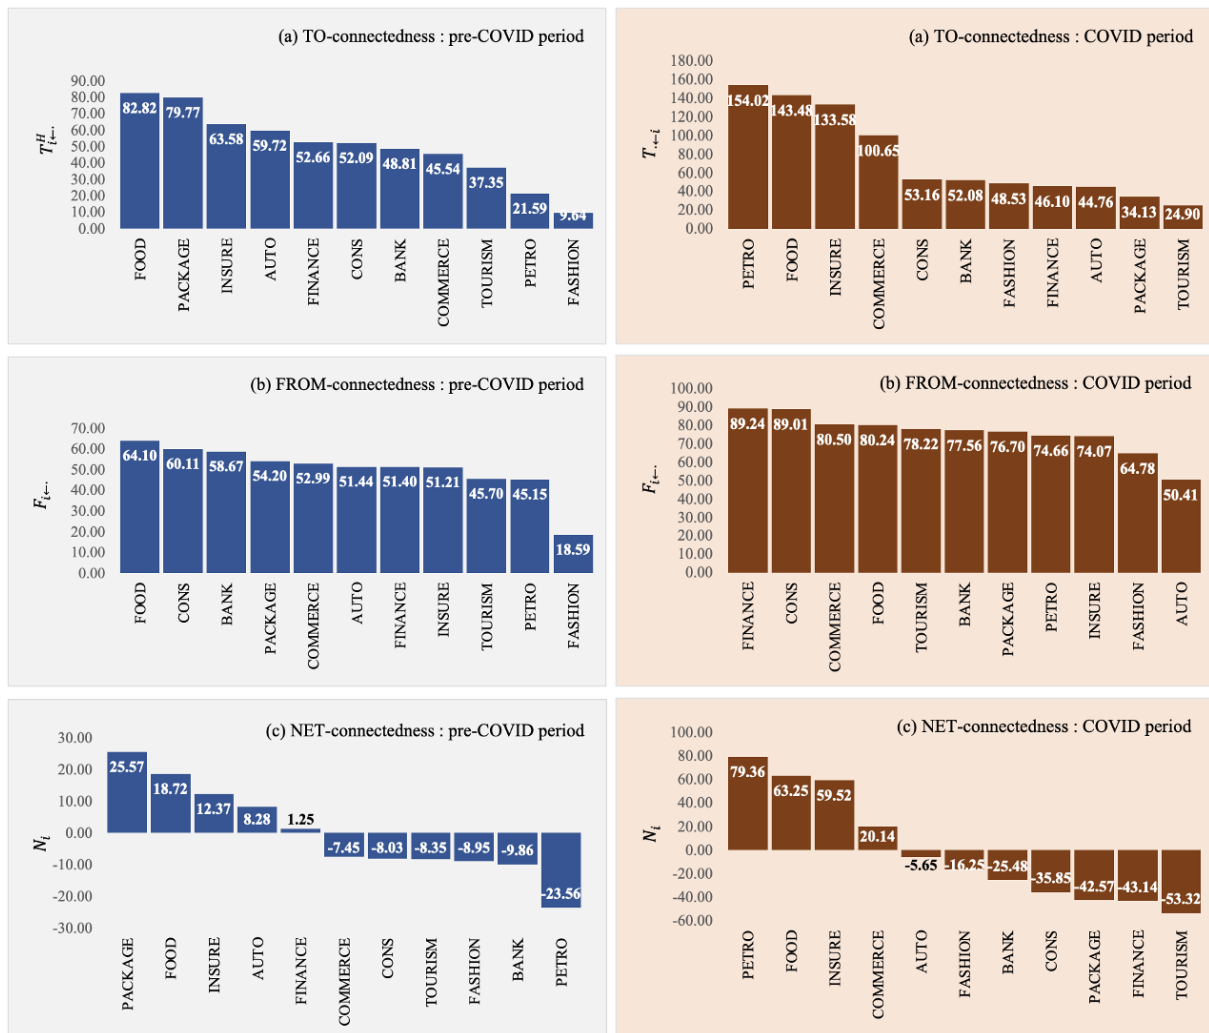 (a) TO-connectedness : pre-COVID period
90.00
80.00
70.00
60.00
50.00
40.00
30.00
20.00
10.00
0.00
T^H_{i←·}
82.82 79.77 63.58 59.72 52.66 52.09 48.81 45.54 37.35 21.59 9.64
FOOD PACKAGE INSURE AUTO FINANCE CONS BANK COMMERCE TOURISM PETRO FASHION
(a) TO-connectedness : COVID period
180.00
160.00
140.00
120.00
100.00
80.00
60.00
40.00
20.00
0.00
T_{·←i}
154.02 143.48 133.58 100.65 53.16 52.08 48.53 46.10 44.76 34.13 24.90
PETRO FOOD INSURE COMMERCE CONS BANK FASHION FINANCE AUTO PACKAGE TOURISM
(b) FROM-connectedness : pre-COVID period
70.00
60.00
50.00
40.00
30.00
20.00
10.00
0.00
F_{i←·}
64.10 60.11 58.67 54.20 52.99 51.44 51.40 51.21 45.70 45.15 18.59
FOOD CONS BANK PACKAGE COMMERCE AUTO FINANCE INSURE TOURISM PETRO FASHION
(b) FROM-connectedness : COVID period
100.00
90.00
80.00
70.00
60.00
50.00
40.00
30.00
20.00
10.00
0.00
F_{i←·}
89.24 89.01 80.50 80.24 78.22 77.56 76.70 74.66 74.07 64.78 50.41
FINANCE CONS COMMERCE FOOD TOURISM BANK PACKAGE PETRO INSURE FASHION AUTO
(c) NET-connectedness : pre-COVID period
30.00
20.00
10.00
0.00
-10.00
-20.00
-30.00
N_i
25.57 18.72 12.37 8.28 1.25 -7.45 -8.03 -8.35 -8.95 -9.86 -23.56
PACKAGE FOOD INSURE AUTO FINANCE COMMERCE CONS TOURISM FASHION BANK PETRO
(c) NET-connectedness : COVID period
100.00
80.00
60.00
40.00
20.00
0.00
-20.00
-40.00
-60.00
N_i
79.36 63.25 59.52 20.14 -5.65 -16.25 -25.48 -35.85 -42.57 -43.14 -53.32
PETRO FOOD INSURE COMMERCE AUTO FASHION BANK CONS PACKAGE FINANCE TOURISM